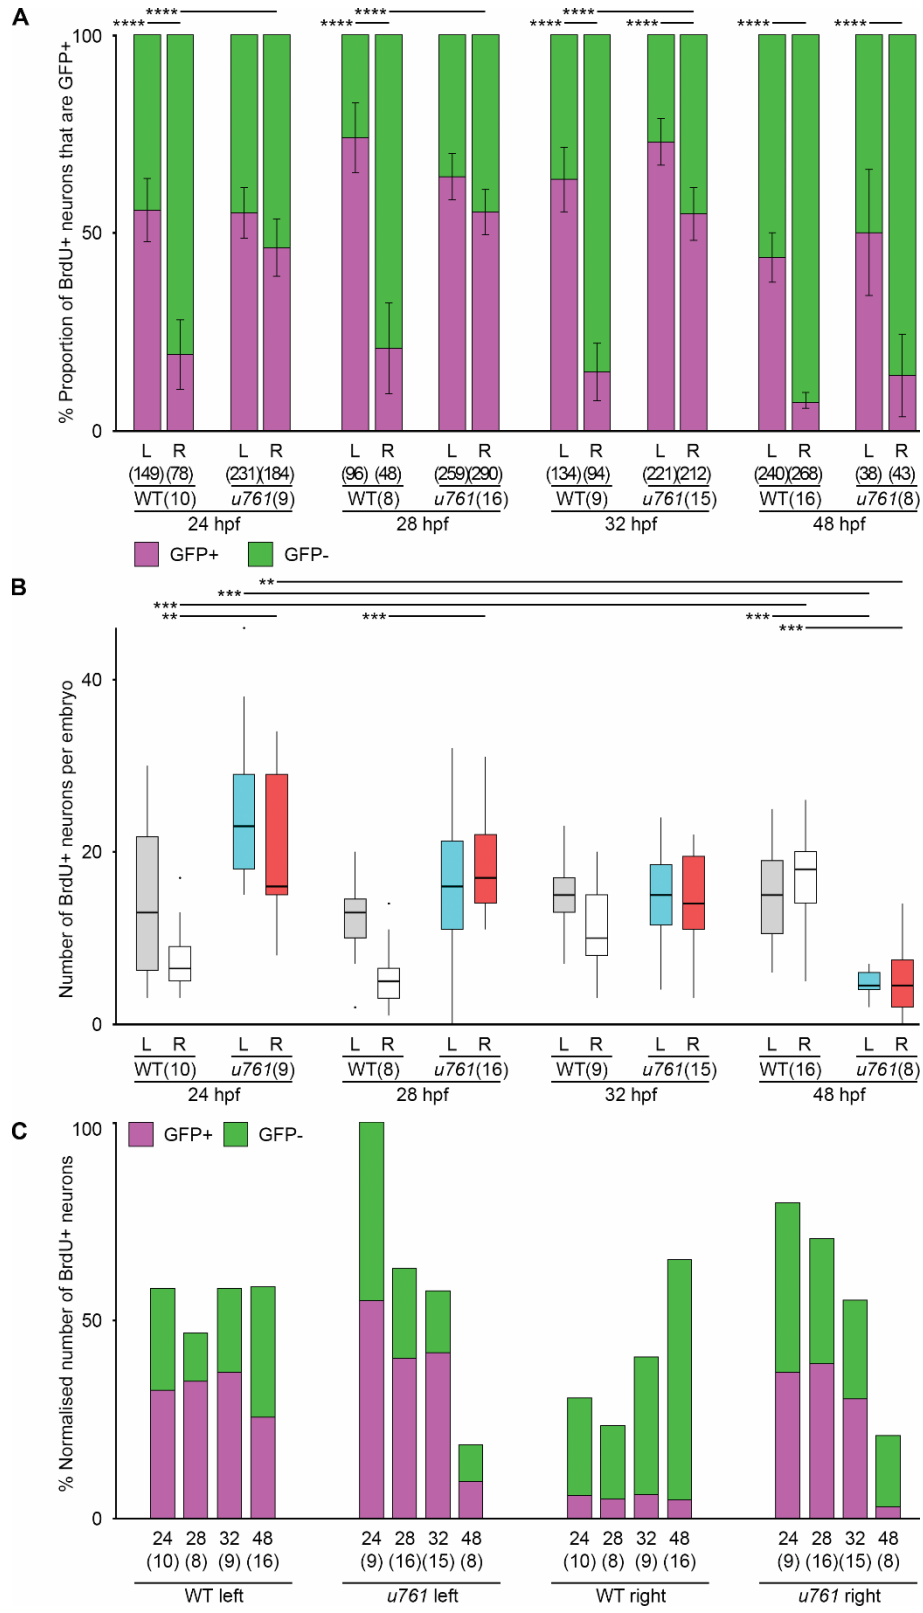 A
**** **** **** ****
**** **** **** **** **** ****
100
50
0
% Proportion of BrdU+ neurons that are GFP+
L R L R L R L R L R L R L R L R
(149) (78) (231)(184) (96) (48) (259)(290) (134) (94) (221)(212) (240)(268) (38) (43)
WT(10) u761(9) WT(8) u761(16) WT(9) u761(15) WT(16) u761(8)
24 hpf 28 hpf 32 hpf 48 hpf
GFP+ GFP-
B
**
***
***
** *** ***
***
40
20
0
Number of BrdU+ neurons per embryo
L R L R L R L R L R L R L R L R
WT(10) u761(9) WT(8) u761(16) WT(9) u761(15) WT(16) u761(8)
24 hpf 28 hpf 32 hpf 48 hpf
C
GFP+ GFP-
100
50
0
% Normalised number of BrdU+ neurons
24 28 32 48 24 28 32 48 24 28 32 48 24 28 32 48
(10) (8) (9) (16) (9) (16) (15) (8) (10) (8) (9) (16) (9) (16) (15) (8)
WT left u761 left WT right u761 right